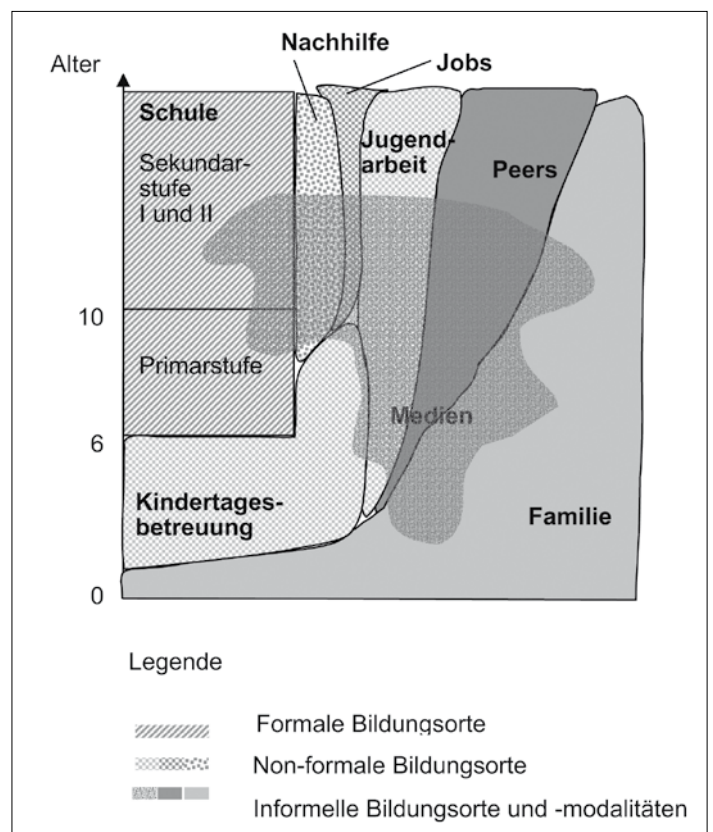 Nachhilfe
Alter
Jobs
Schule
Sekundar-
stufe
I und II
Jugend-
arbeit
Peers
10
Primarstufe
Medien
6
Kindertages-
betreuung
Familie
0
Legende
Formale Bildungsorte
Non-formale Bildungsorte
Informelle Bildungsorte und -modalitäten